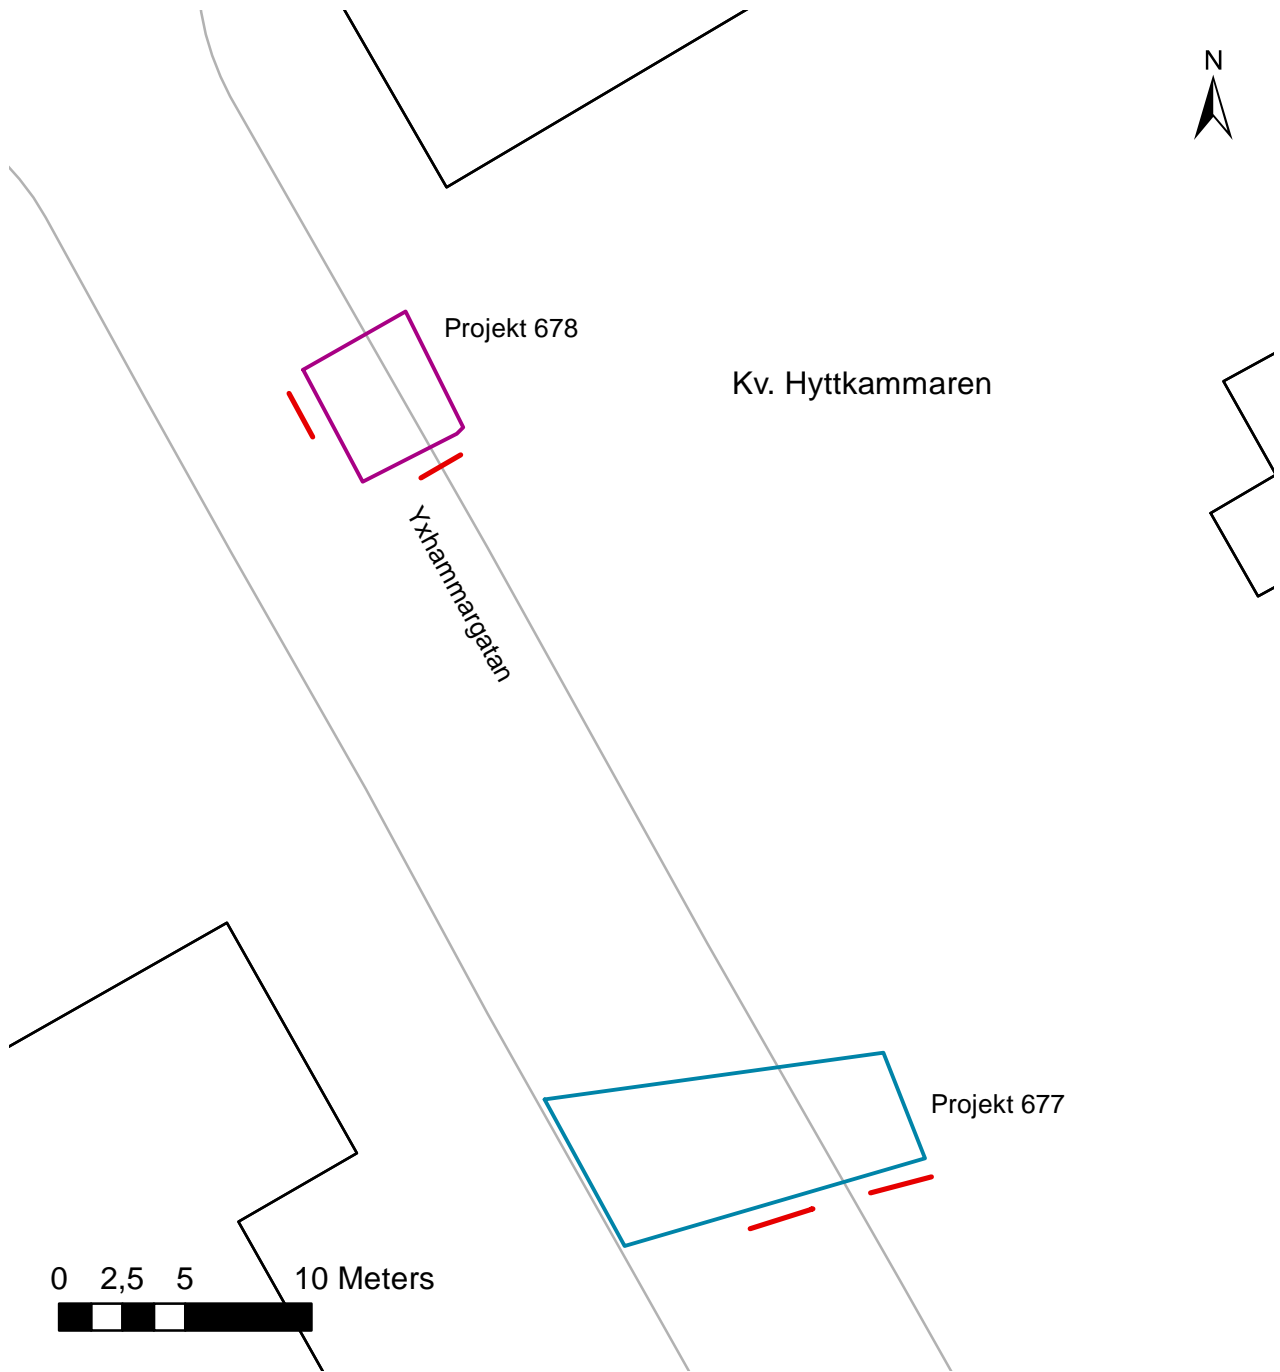 N
Projekt 678
Kv. Hyttkammaren
Yxhammargatan
Projekt 677
0 2,5 5 10 Meters